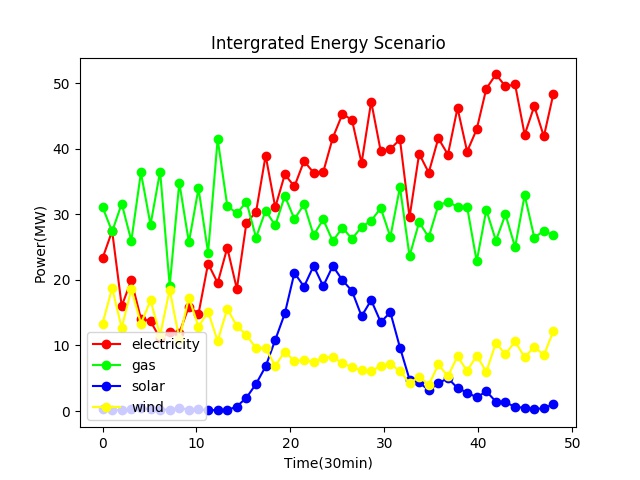 Intergrated Energy Scenario
Power(MW)
50
40
30
20
10
0
electricity
gas
solar
wind
0 10 20 30 40 50
Time(30min)